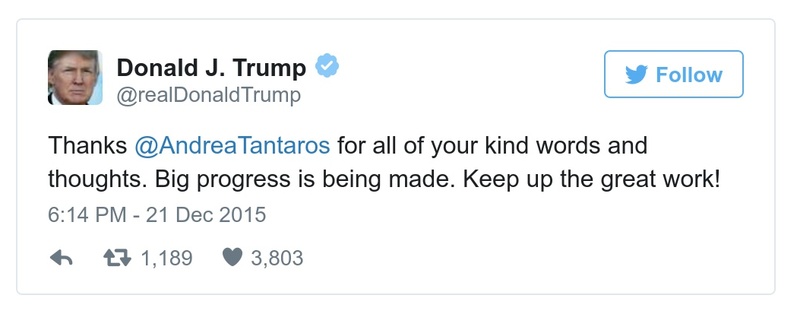 Donald J. Trump
@realDonaldTrump
Follow
Thanks @AndreaTantaros for all of your kind words and
thoughts. Big progress is being made. Keep up the great work!
6:14 PM - 21 Dec 2015
1,189 3,803